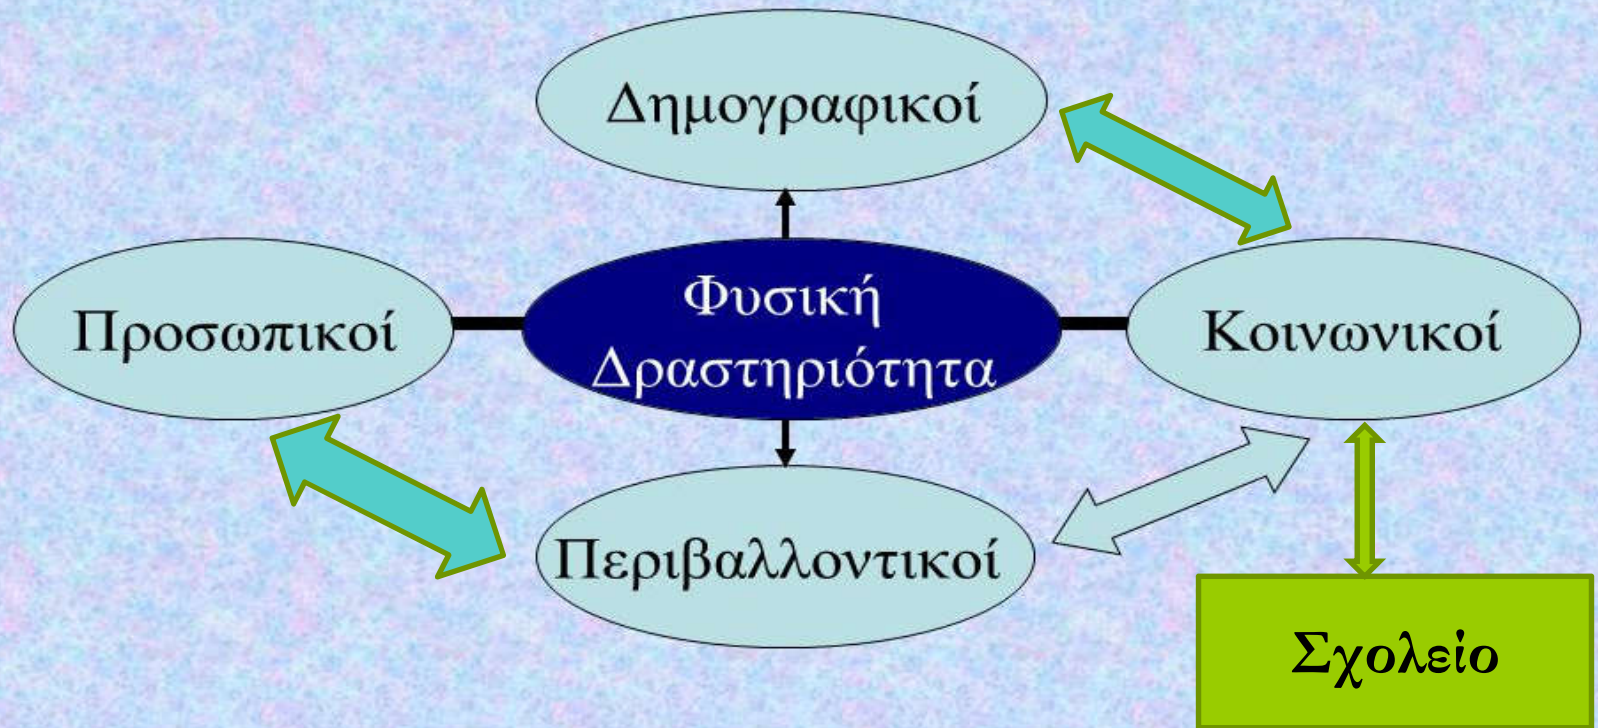 Δημογραφικοί
Προσωπικοί
Φυσική
Δραστηριότητα
Κοινωνικοί
Περιβαλλοντικοί
Σχολείο